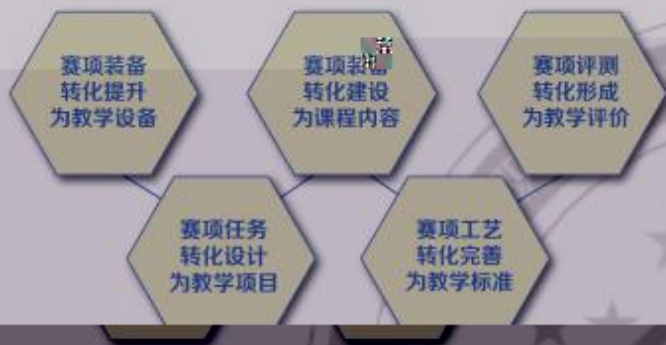 赛项装备
转化提升
为教学设备
赛项装
转化建设
为课程内容
赛项评测
转化形成
为教学评价
赛项任务
转化设计
为教学项目
赛项工艺
转化完善
为教学标准